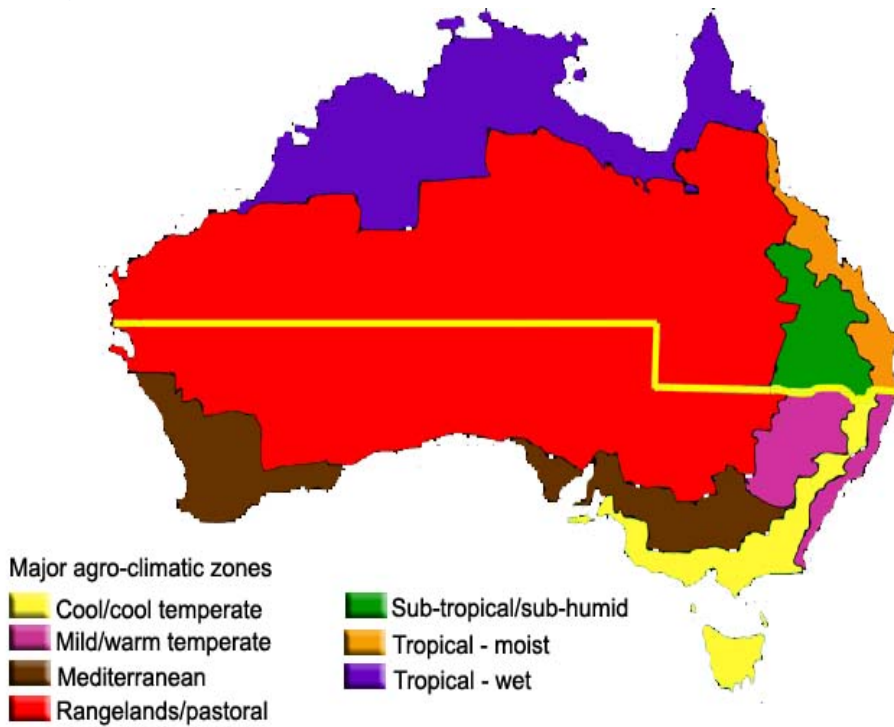 Major agro-climatic zones
Cool/cool temperate
Mild/warm temperate
Mediterranean
Rangelands/pastoral
Sub-tropical/sub-humid
Tropical - moist
Tropical - wet